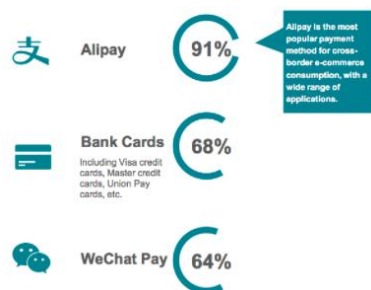 支
Alipay
91%
Alipay is the most
popular payment
method for cross-
border e-commerce
consumption, with a
wide range of
applications.
Bank Cards
68%
Including Visa credit
cards, Master credit
cards, Union Pay
cards, etc.
WeChat Pay
64%